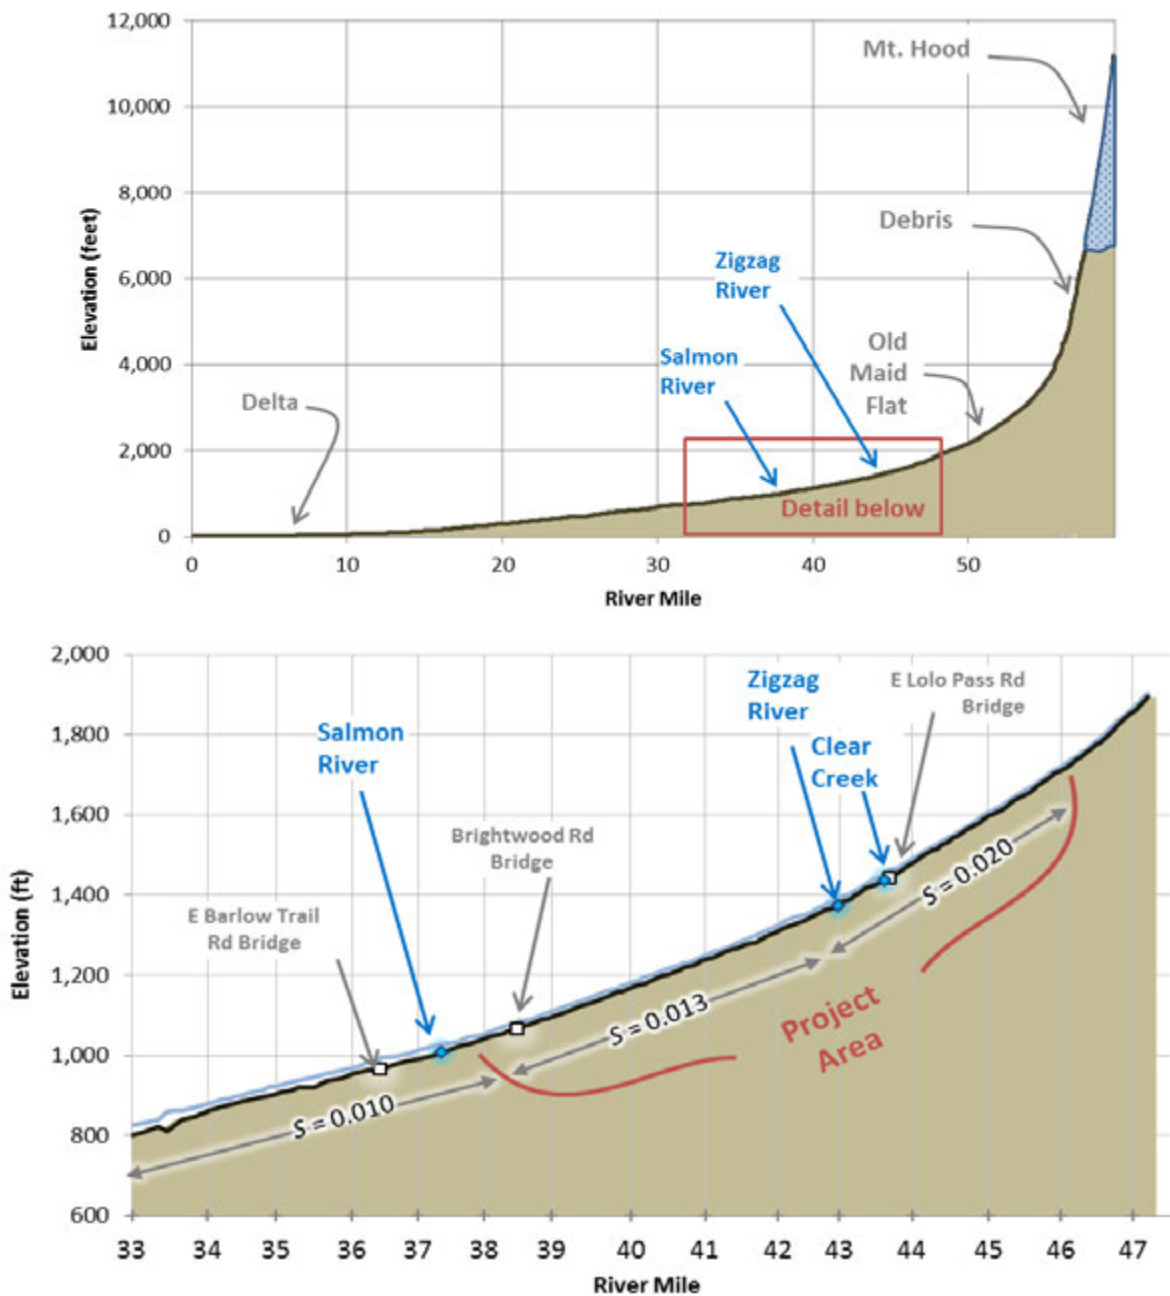 12,000
10,000
8,000
6,000
4,000
2,000
0
Elevation (feet)
Mt. Hood
Debris
Zigzag
River
Old
Maid
Flat
Salmon
River
Delta
Detail below
0 10 20 30 40 50
River Mile
2,000
1,800
1,600
1,400
1,200
1,000
800
600
Elevation (ft)
Zigzag
River
E Lolo Pass Rd
Bridge
Clear
Creek
Salmon
River
Brightwood Rd
Bridge
E Barlow Trail
Rd Bridge
S = 0.020
S = 0.013
S = 0.010
Project
Area
33 34 35 36 37 38 39 40 41 42 43 44 45 46 47
River Mile